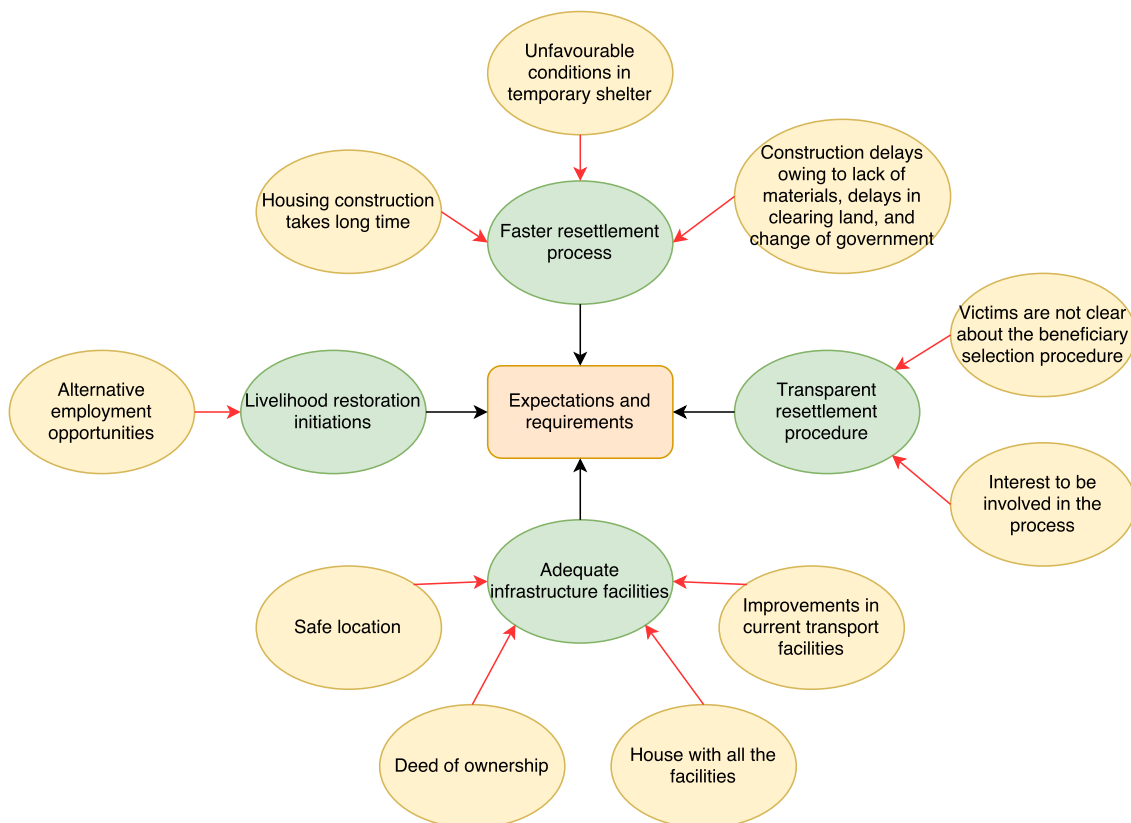 Unfavourable
conditions in
temporary shelter
Housing construction
takes long time
Construction delays
owing to lack of
materials, delays in
clearing land, and
change of government
Faster resettlement
process
Victims are not clear
about the beneficiary
selection procedure
Alternative
employment
opportunities
Livelihood restoration
initiations
Expectations and
requirements
Transparent
resettlement
procedure
Interest to be
involved in the
process
Adequate
infrastructure facilities
Safe location
Improvements in
current transport
facilities
Deed of ownership
House with all the
facilities